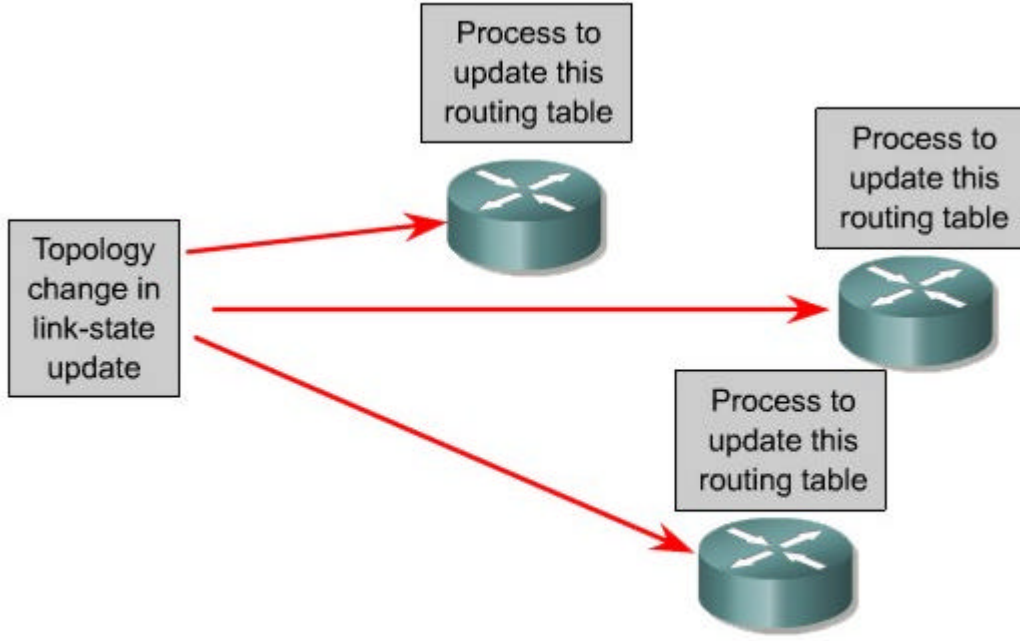 Process to
update this
routing table
Process to
update this
routing table
Topology
change in
link-state
update
Process to
update this
routing table